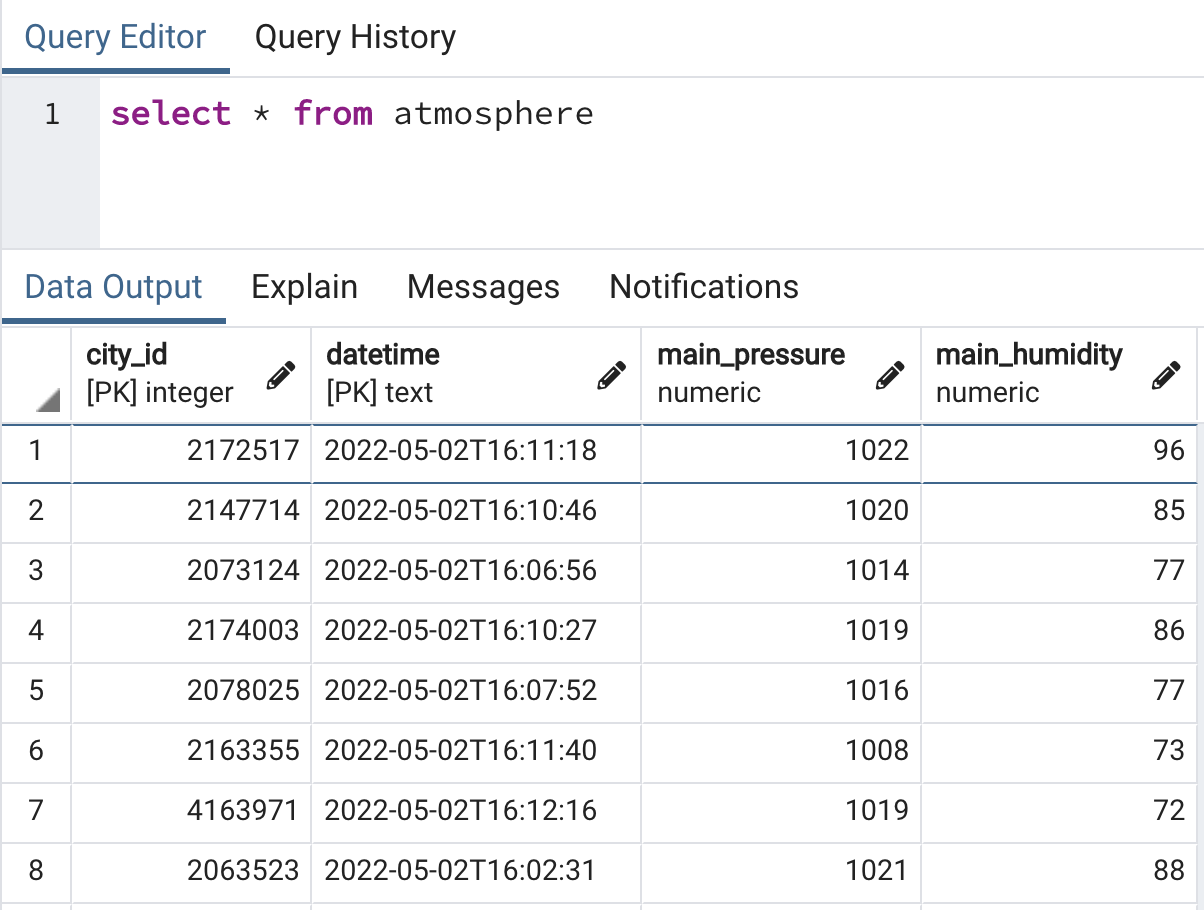 Query Editor Query History
1 select * from atmosphere
Data Output Explain Messages Notifications
city_id datetime main_pressure main_humidity
[PK] integer [PK] text numeric numeric
1 2172517 2022-05-02T16:11:18 1022 96
2 2147714 2022-05-02T16:10:46 1020 85
3 2073124 2022-05-02T16:06:56 1014 77
4 2174003 2022-05-02T16:10:27 1019 86
5 2078025 2022-05-02T16:07:52 1016 77
6 2163355 2022-05-02T16:11:40 1008 73
7 4163971 2022-05-02T16:12:16 1019 72
8 2063523 2022-05-02T16:02:31 1021 88